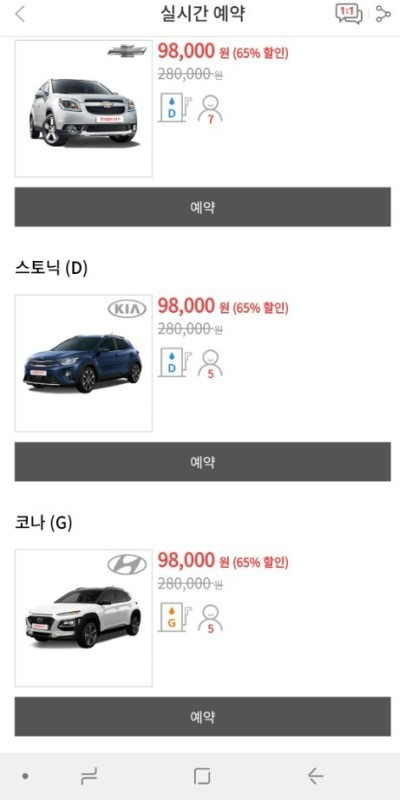 실시간 예약
1:1
98,000 원 (65% 할인)
280,000 원
D
7
예약
스토닉 (D)
KIA
98,000 원 (65% 할인)
280,000 원
D
5
예약
코나 (G)
98,000 원 (65% 할인)
280,000 원
G
5
예약